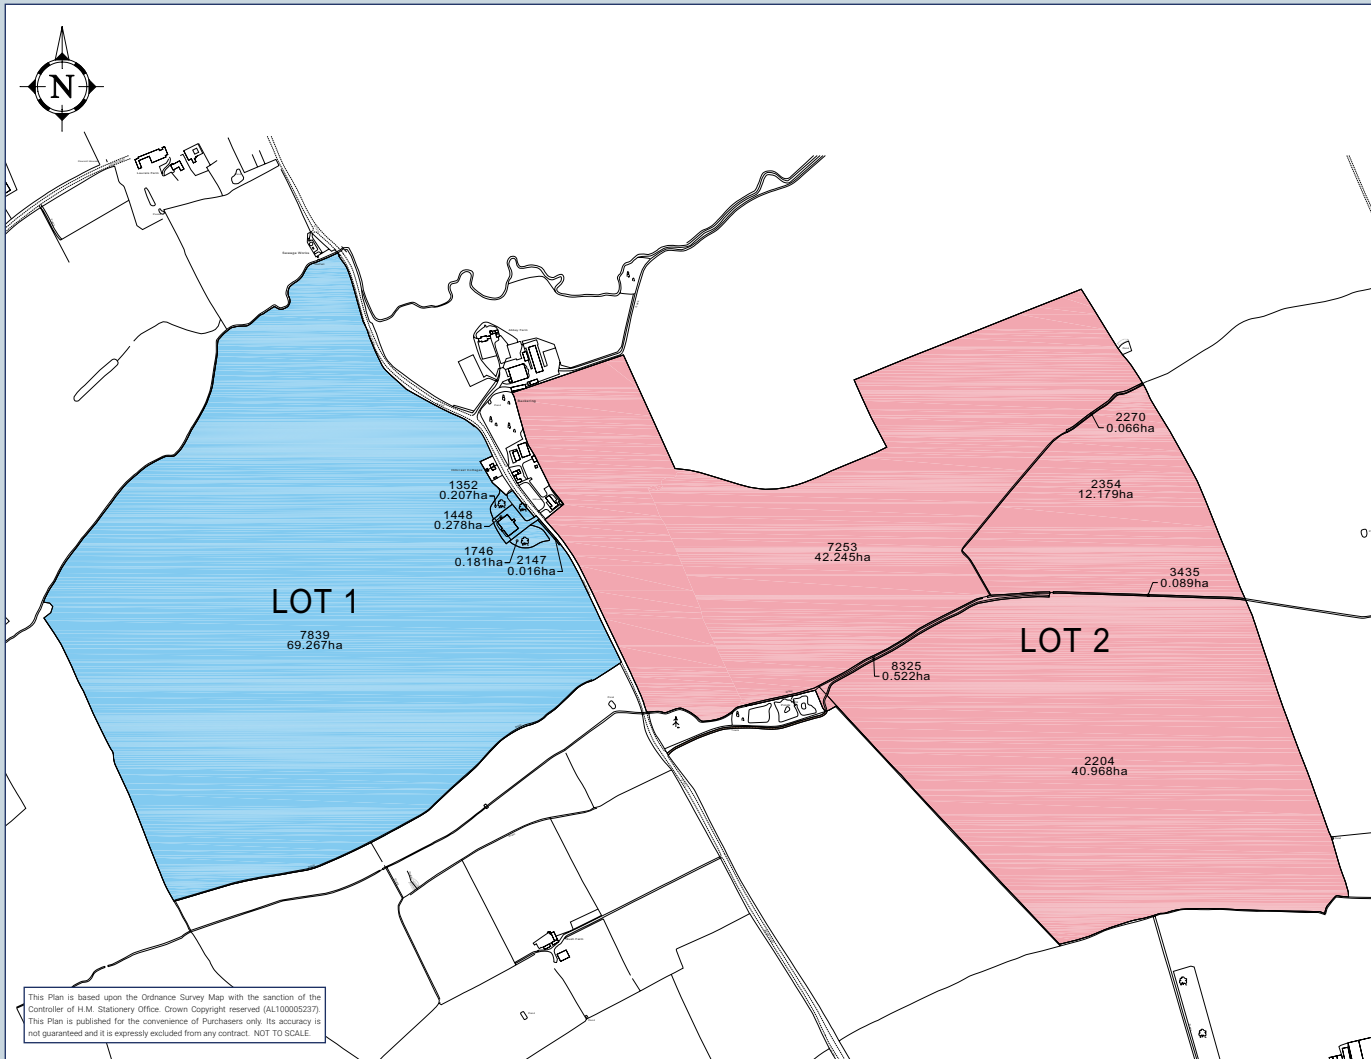 N
Sewage Works
Abbey Farm
1352
0.207ha
1448
0.278ha
1746
0.181ha
2147
0.016ha
LOT 1
7839
69.267ha
2270
0.066ha
2354
12.179ha
7253
42.245ha
3435
0.089ha
LOT 2
8325
0.522ha
2204
40.968ha
This Plan is based upon the Ordnance Survey Map with the sanction of the
Controller of H.M. Stationery Office. Crown Copyright reserved (AL100005237).
This Plan is published for the convenience of Purchasers only. Its accuracy is
not guaranteed and it is expressly excluded from any contract. NOT TO SCALE.